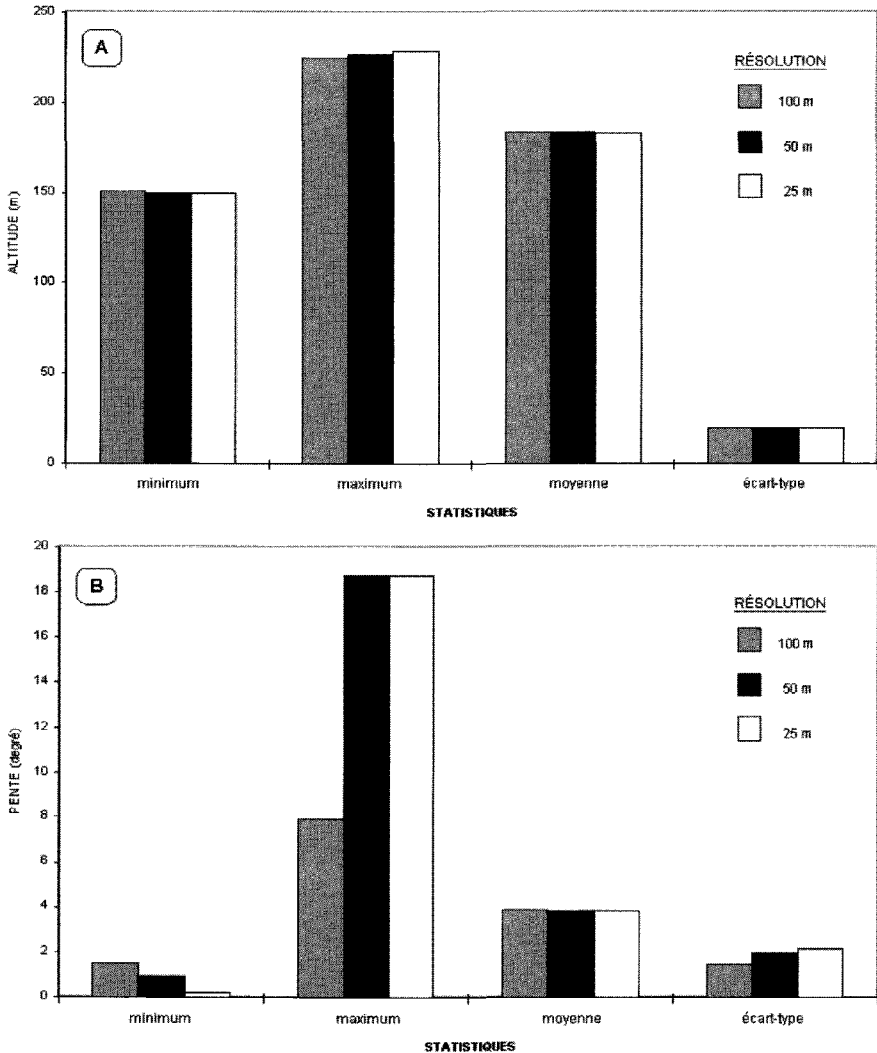 A
250
200
150
100
50
0
ALTITUDE (m)
RÉSOLUTION
100 m
50 m
25 m
minimum maximum moyenne écart-type
STATISTIQUES
B
20
18
16
14
12
10
8
6
4
2
0
PENTE (degré)
RÉSOLUTION
100 m
50 m
25 m
minimum maximum moyenne écart-type
STATISTIQUES